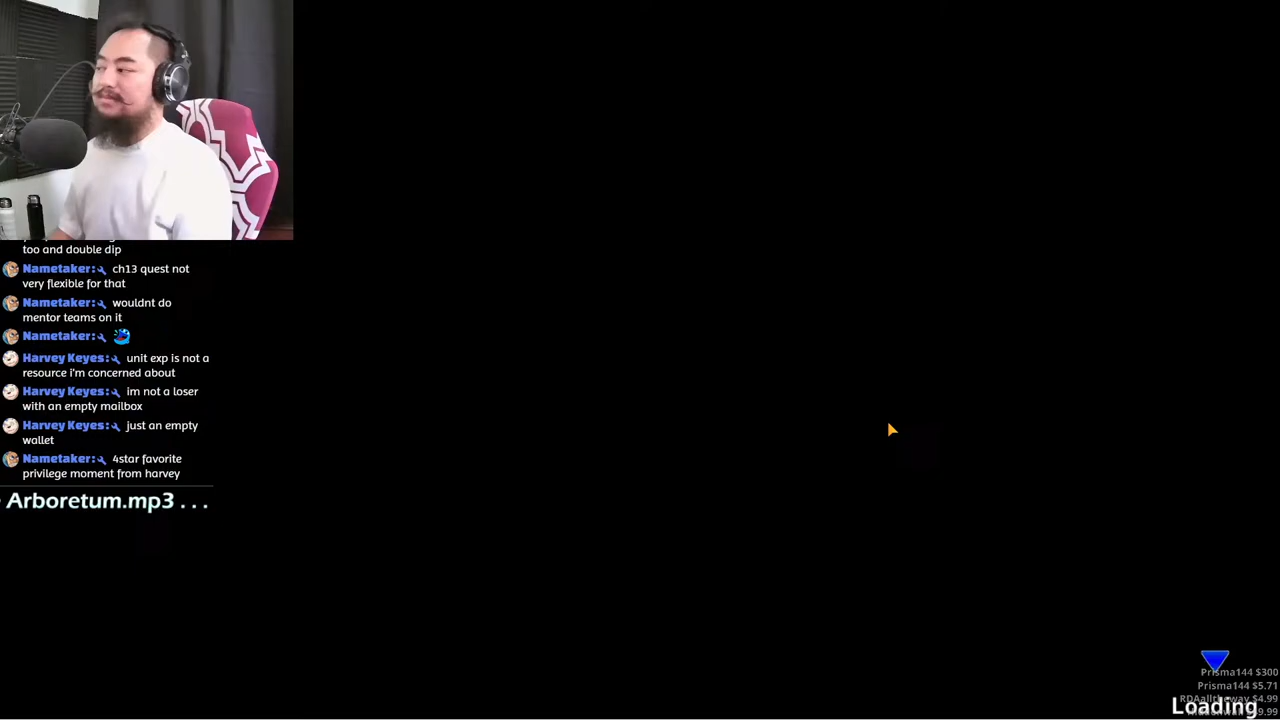 too and double dip
Nametaker: ch13 quest not
very flexible for that
Nametaker: wouldnt do
mentor teams on it
Nametaker:
Harvey Keyes: unit exp is not a
resource i'm concerned about
Harvey Keyes: im not a loser
with an empty mailbox
Harvey Keyes: just an empty
wallet
Nametaker: 4star favorite
privilege moment from harvey
Arboretum.mp3 . . .
Prisma144 $300
Prisma144 $5.71
RDAalltheway $4.99
Loading